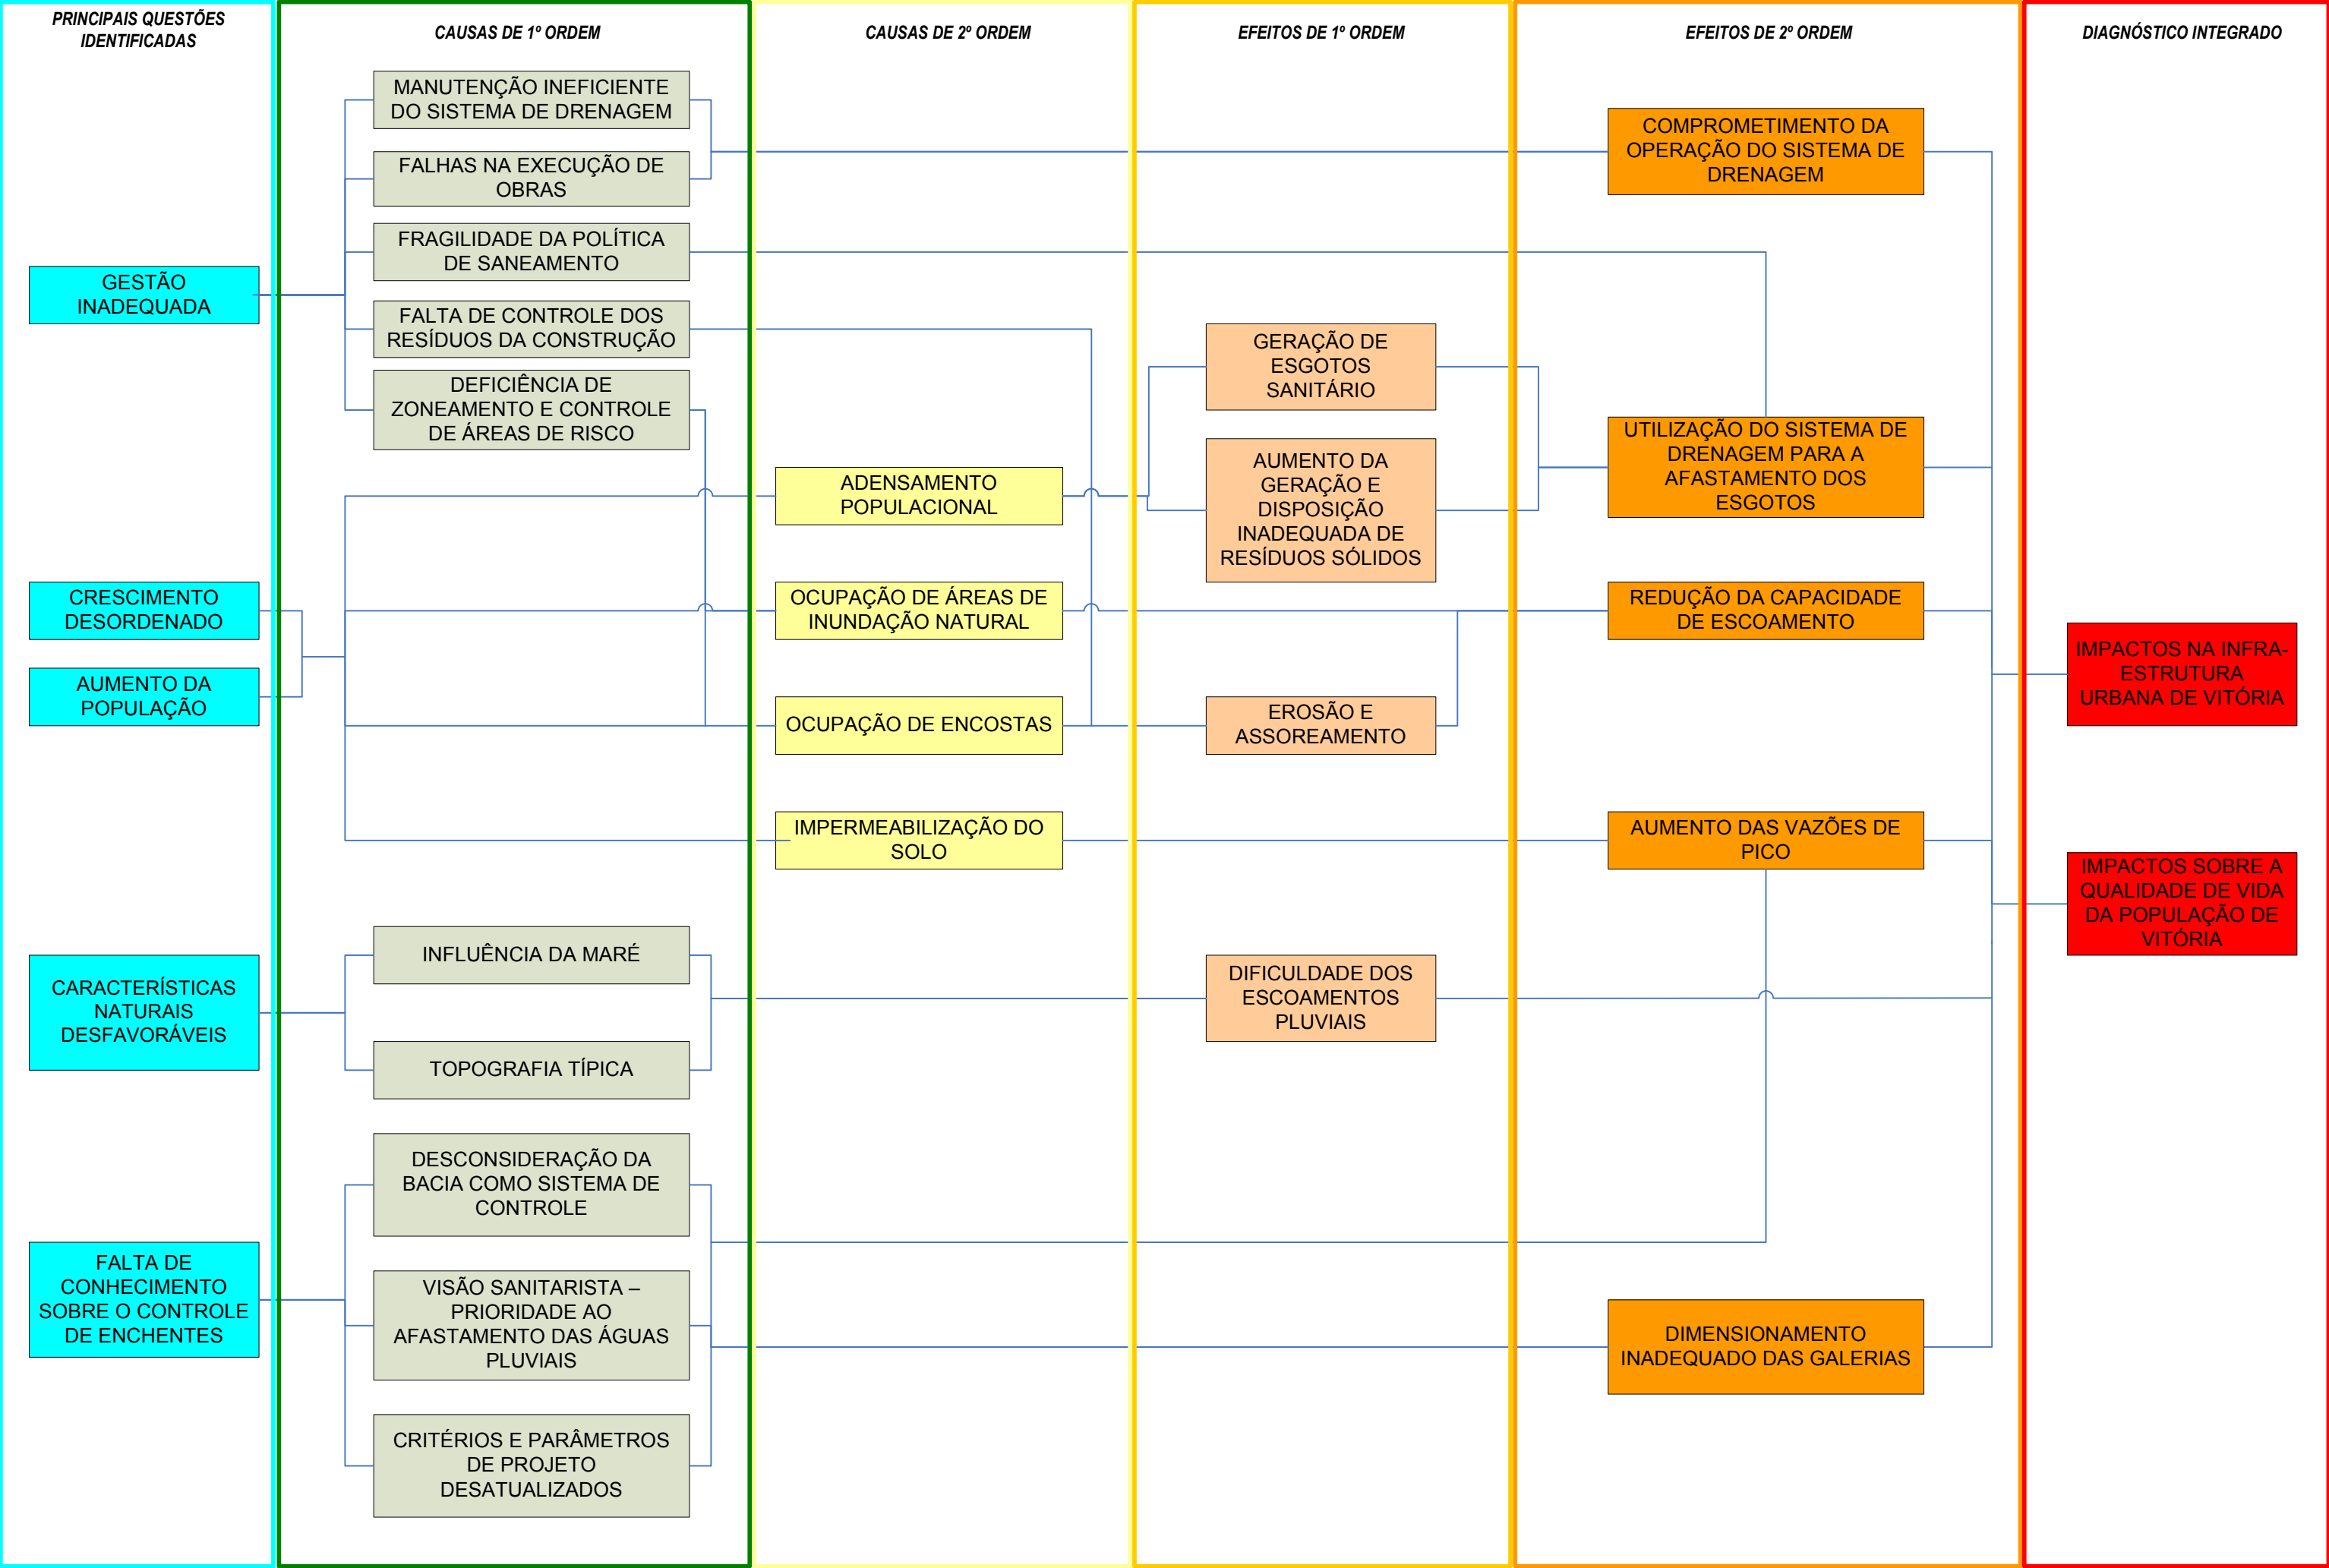 PRINCIPAIS QUESTÕES
IDENTIFICADAS
CAUSAS DE 1º ORDEM
CAUSAS DE 2º ORDEM
EFEITOS DE 1º ORDEM
EFEITOS DE 2º ORDEM
DIAGNÓSTICO INTEGRADO
GESTÃO
INADEQUADA
CRESCIMENTO
DESORDENADO
AUMENTO DA
POPULAÇÃO
CARACTERÍSTICAS
NATURAIS
DESFAVORÁVEIS
FALTA DE
CONHECIMENTO
SOBRE O CONTROLE
DE ENCHENTES
MANUTENÇÃO INEFICIENTE
DO SISTEMA DE DRENAGEM
FALHAS NA EXECUÇÃO DE
OBRAS
FRAGILIDADE DA POLÍTICA
DE SANEAMENTO
FALTA DE CONTROLE DOS
RESÍDUOS DA CONSTRUÇÃO
DEFICIÊNCIA DE
ZONEAMENTO E CONTROLE
DE ÁREAS DE RISCO
INFLUÊNCIA DA MARÉ
TOPOGRAFIA TÍPICA
DESCONSIDERAÇÃO DA
BACIA COMO SISTEMA DE
CONTROLE
VISÃO SANITARISTA –
PRIORIDADE AO
AFASTAMENTO DAS ÁGUAS
PLUVIAIS
CRITÉRIOS E PARÂMETROS
DE PROJETO
DESATUALIZADOS
ADENSAMENTO
POPULACIONAL
OCUPAÇÃO DE ÁREAS DE
INUNDAÇÃO NATURAL
OCUPAÇÃO DE ENCOSTAS
IMPERMEABILIZAÇÃO DO
SOLO
GERAÇÃO DE
ESGOTOS
SANITÁRIO
AUMENTO DA
GERAÇÃO E
DISPOSIÇÃO
INADEQUADA DE
RESÍDUOS SÓLIDOS
EROSÃO E
ASSOREAMENTO
DIFICULDADE DOS
ESCOAMENTOS
PLUVIAIS
COMPROMETIMENTO DA
OPERAÇÃO DO SISTEMA DE
DRENAGEM
UTILIZAÇÃO DO SISTEMA DE
DRENAGEM PARA A
AFASTAMENTO DOS
ESGOTOS
REDUÇÃO DA CAPACIDADE
DE ESCOAMENTO
AUMENTO DAS VAZÕES DE
PICO
DIMENSIONAMENTO
INADEQUADO DAS GALERIAS
IMPACTOS NA INFRA-
ESTRUTURA
URBANA DE VITÓRIA
IMPACTOS SOBRE A
QUALIDADE DE VIDA
DA POPULAÇÃO DE
VITÓRIA